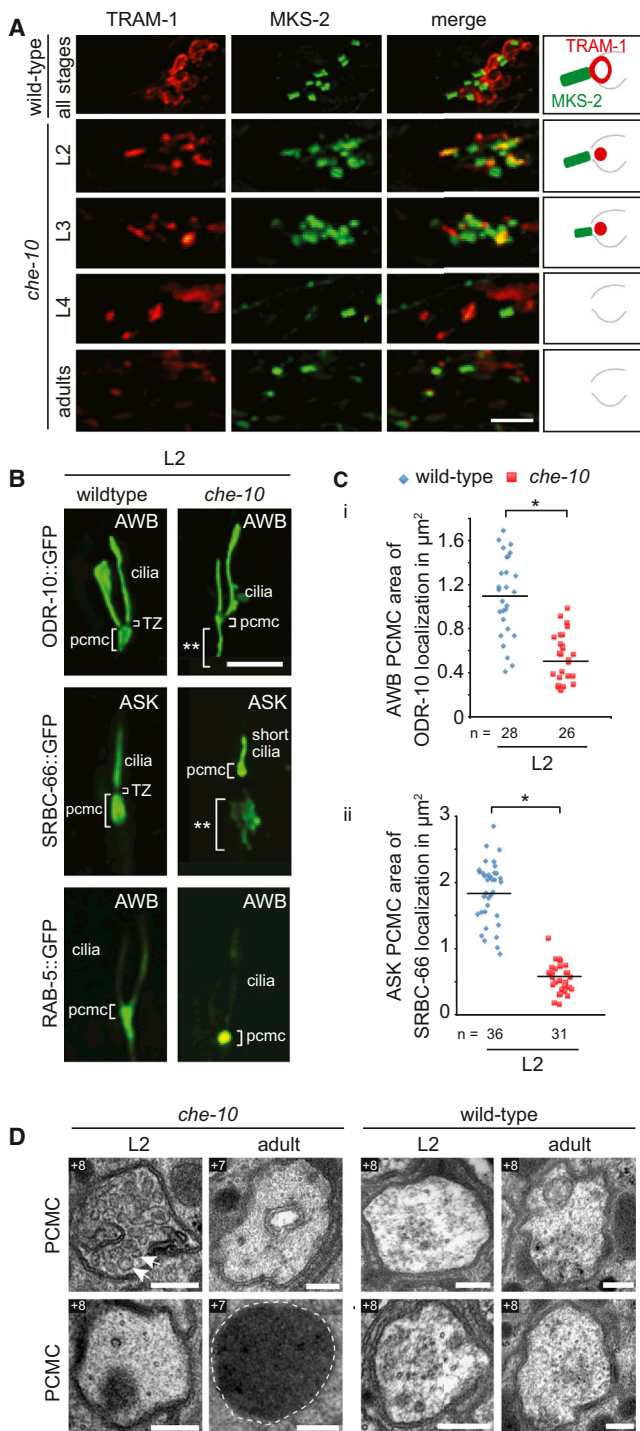 A
TRAM-1 MKS-2 merge
wild-type
all stages
TRAM-1
MKS-2
che-10
L2
L3
L4
adults
B
L2
wildtype che-10
ODR-10::GFP
AWB AWB
cilia cilia
TZ pcmc
pcmc **
SRBC-66::GFP
ASK ASK
cilia short
cilia
TZ pcmc
pcmc **
RAB-5::GFP
AWB AWB
cilia cilia
pcmc pcmc
C
wild-type che-10
i
*
AWB PCMC area of
ODR-10 localization in µm²
1.6
1.2
0.8
0.4
0
n = 28 26
L2
ii
*
ASK PCMC area of
SRBC-66 localization in µm²
3
2
1
0
n = 36 31
L2
D
che-10 wild-type
L2 adult L2 adult
PCMC
+8 +7 +8 +8
PCMC
+8 +7 +8 +8